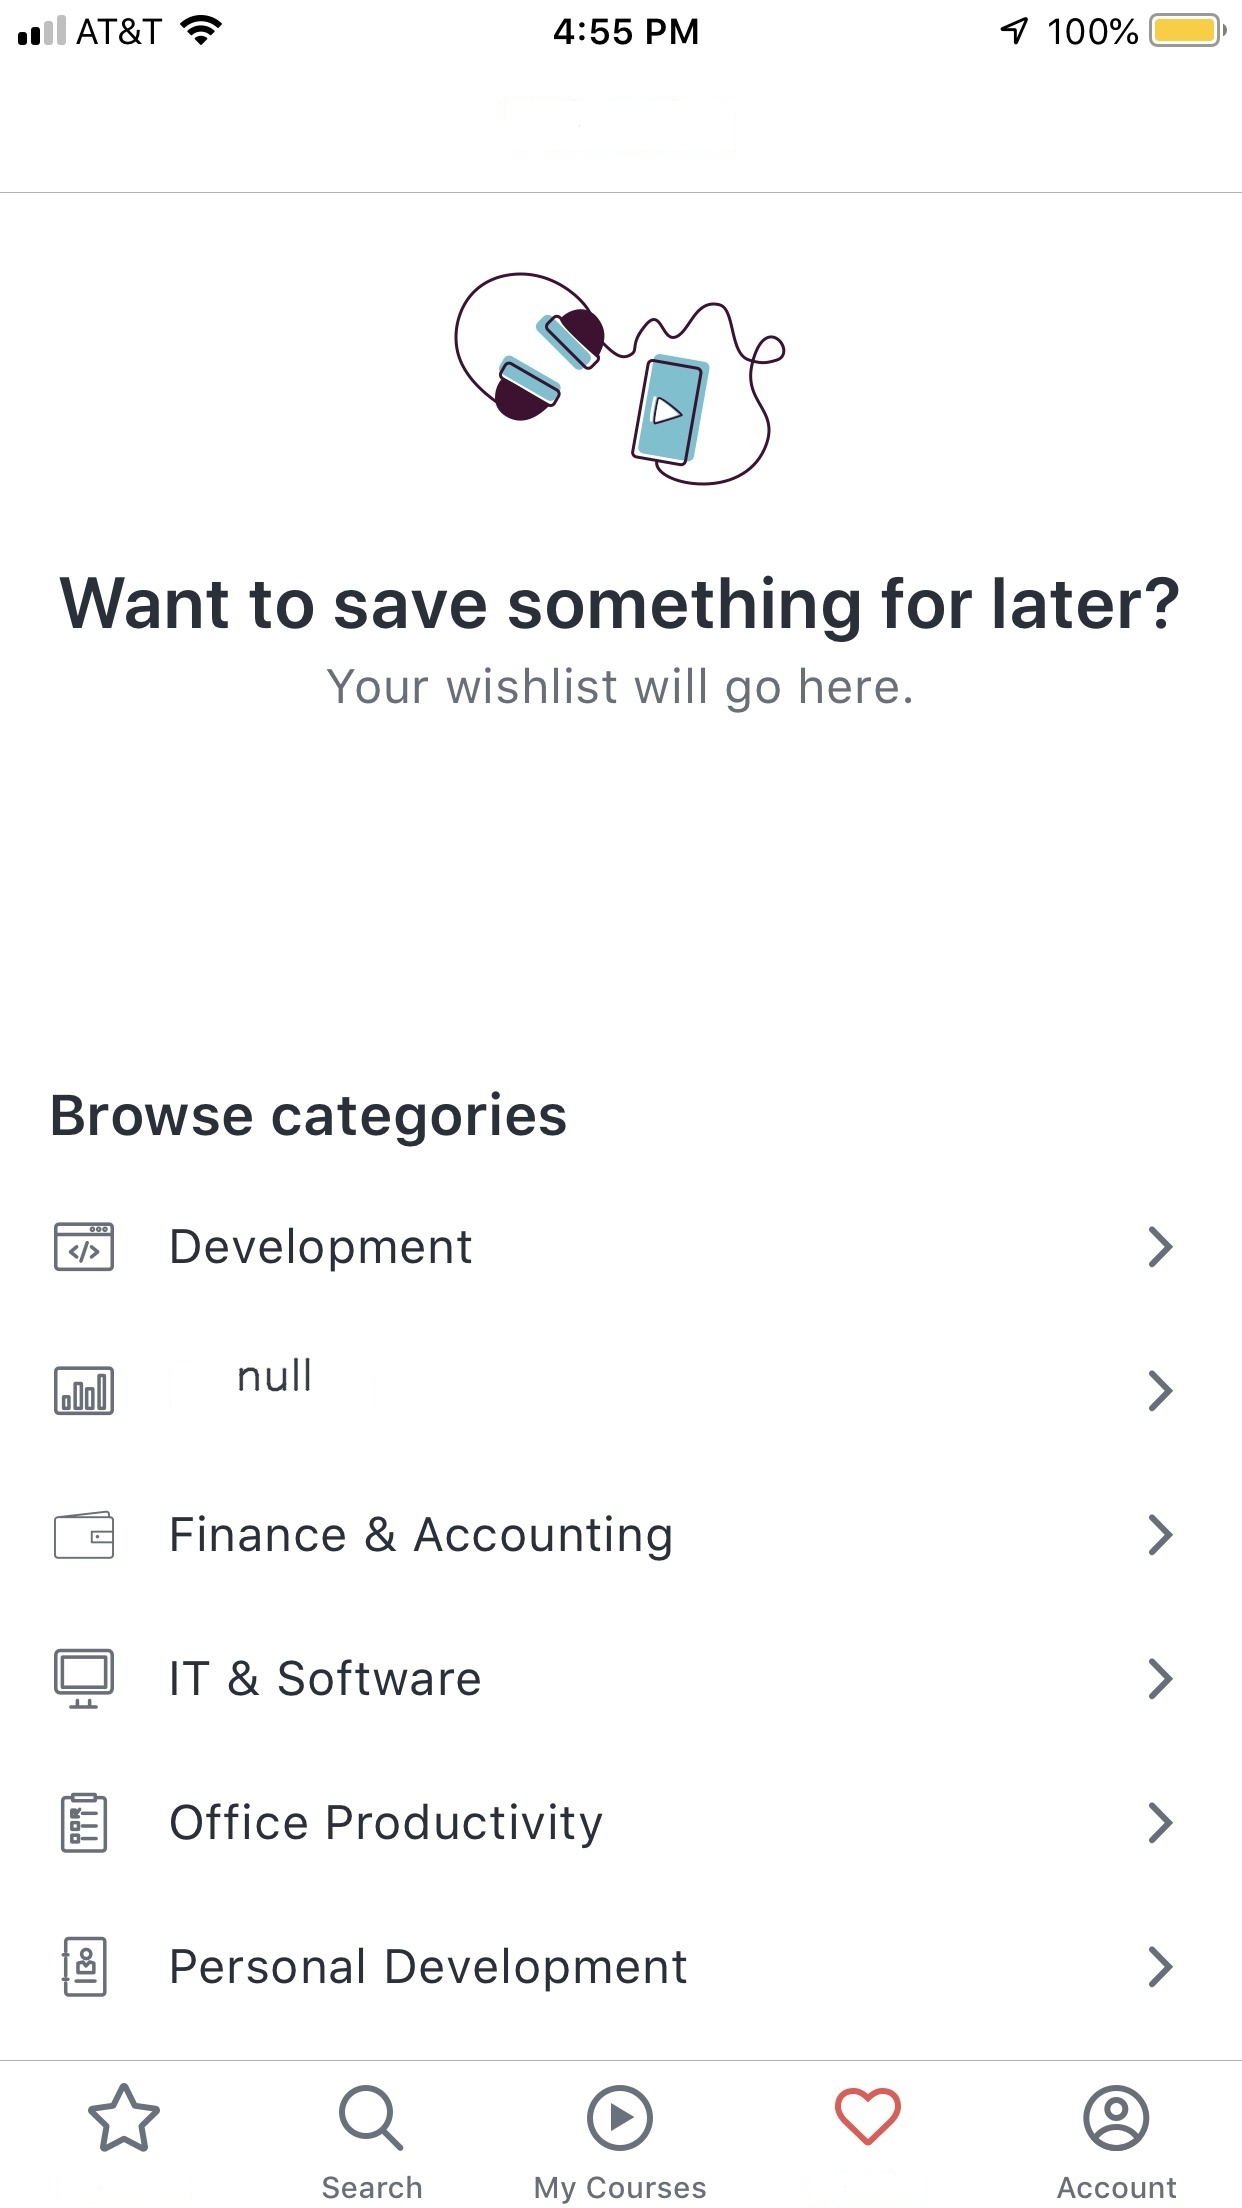 AT&T 4:55 PM 100%
Want to save something for later?
Your wishlist will go here.
Browse categories
Development
null
Finance & Accounting
IT & Software
Office Productivity
Personal Development
Search My Courses Account